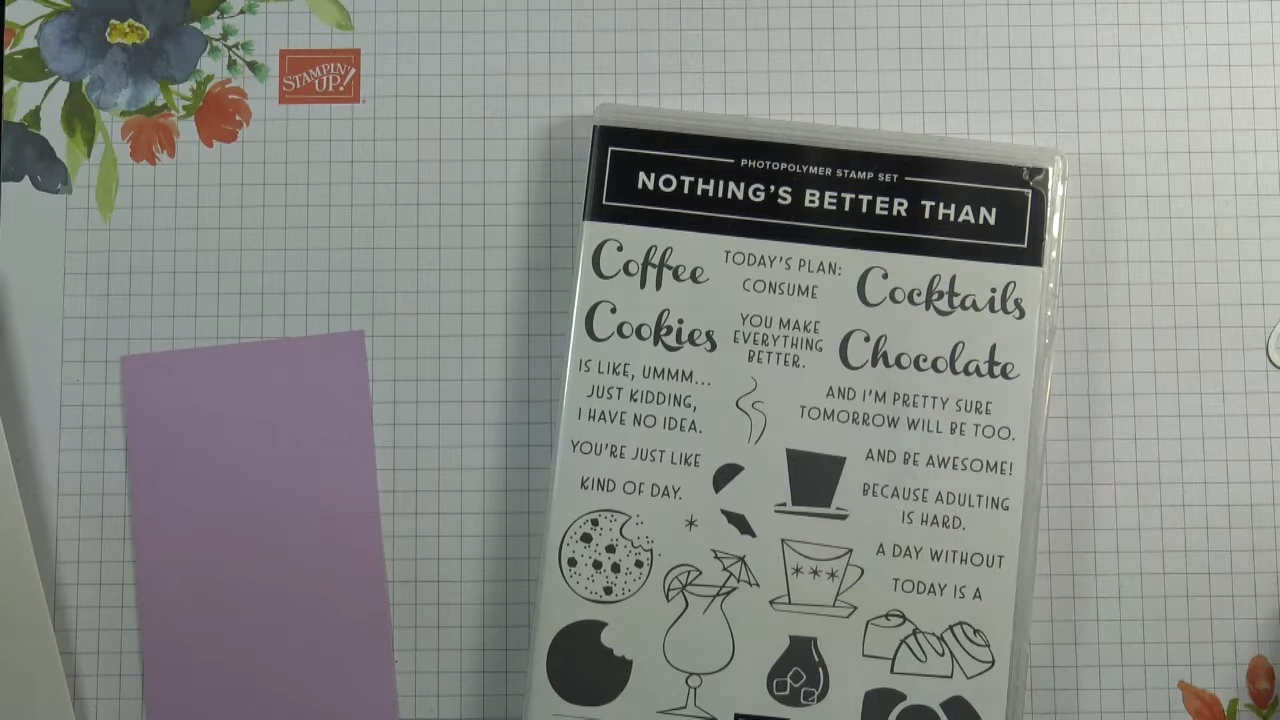 STAMPIN' UP!
PHOTOPOLYMER STAMP SET
NOTHING'S BETTER THAN
Coffee
TODAY'S PLAN:
CONSUME
Cocktails
Cookies
YOU MAKE
EVERYTHING
BETTER.
Chocolate
IS LIKE, UMMM...
JUST KIDDING,
I HAVE NO IDEA.
AND I'M PRETTY SURE
TOMORROW WILL BE TOO.
YOU'RE JUST LIKE
KIND OF DAY.
AND BE AWESOME!
BECAUSE ADULTING
IS HARD.
A DAY WITHOUT
TODAY IS A